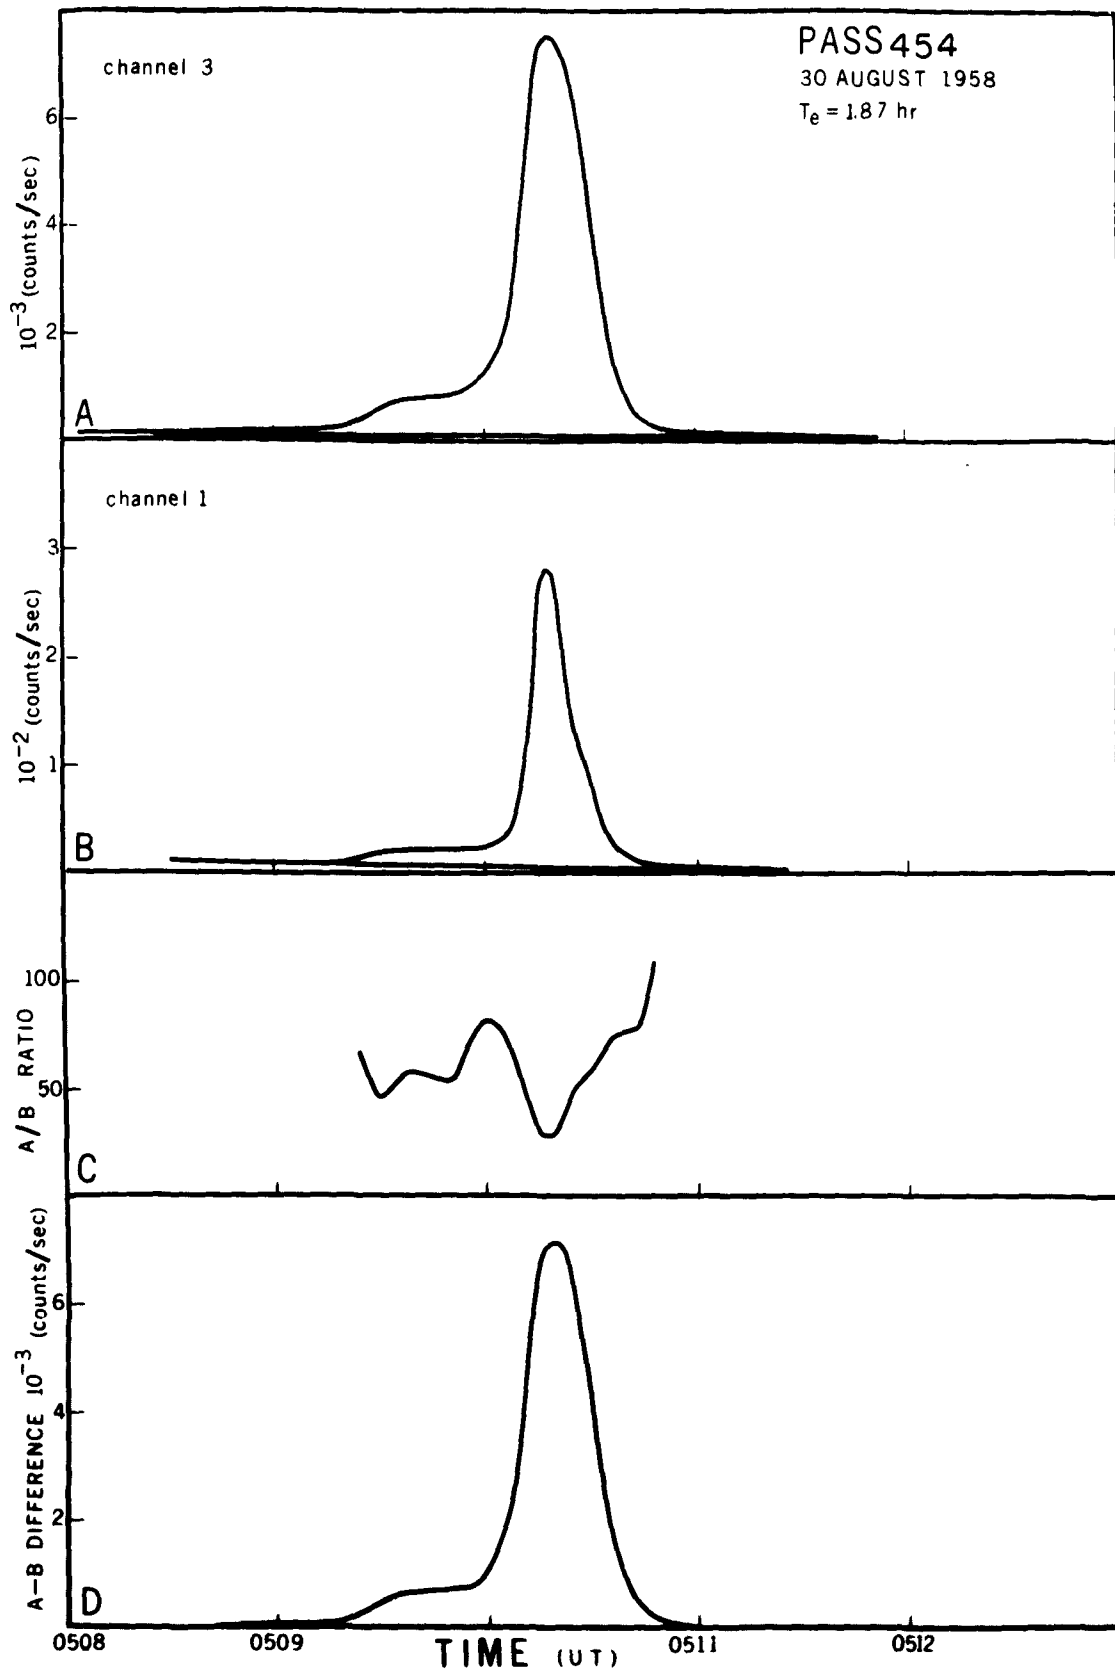 PASS 454
30 AUGUST 1958
Te = 1.87 hr
channel 3
6
4
2
10-3 (counts/sec)
A
channel 1
3
2
1
10-2 (counts/sec)
B
100
50
A/B RATIO
C
6
4
2
A-B DIFFERENCE 10-3 (counts/sec)
D
0508 0509 0511 0512
TIME (UT)